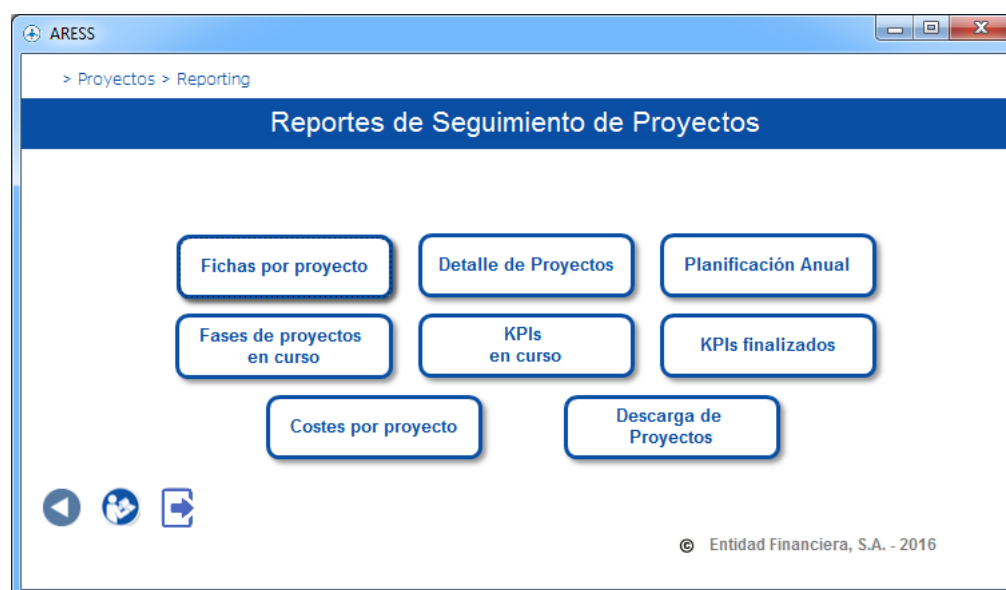 ARESS
> Proyectos > Reporting
Reportes de Seguimiento de Proyectos
Fichas por proyecto
Detalle de Proyectos
Planificación Anual
Fases de proyectos
en curso
KPIs
en curso
KPIs finalizados
Costes por proyecto
Descarga de
Proyectos
© Entidad Financiera, S.A. - 2016